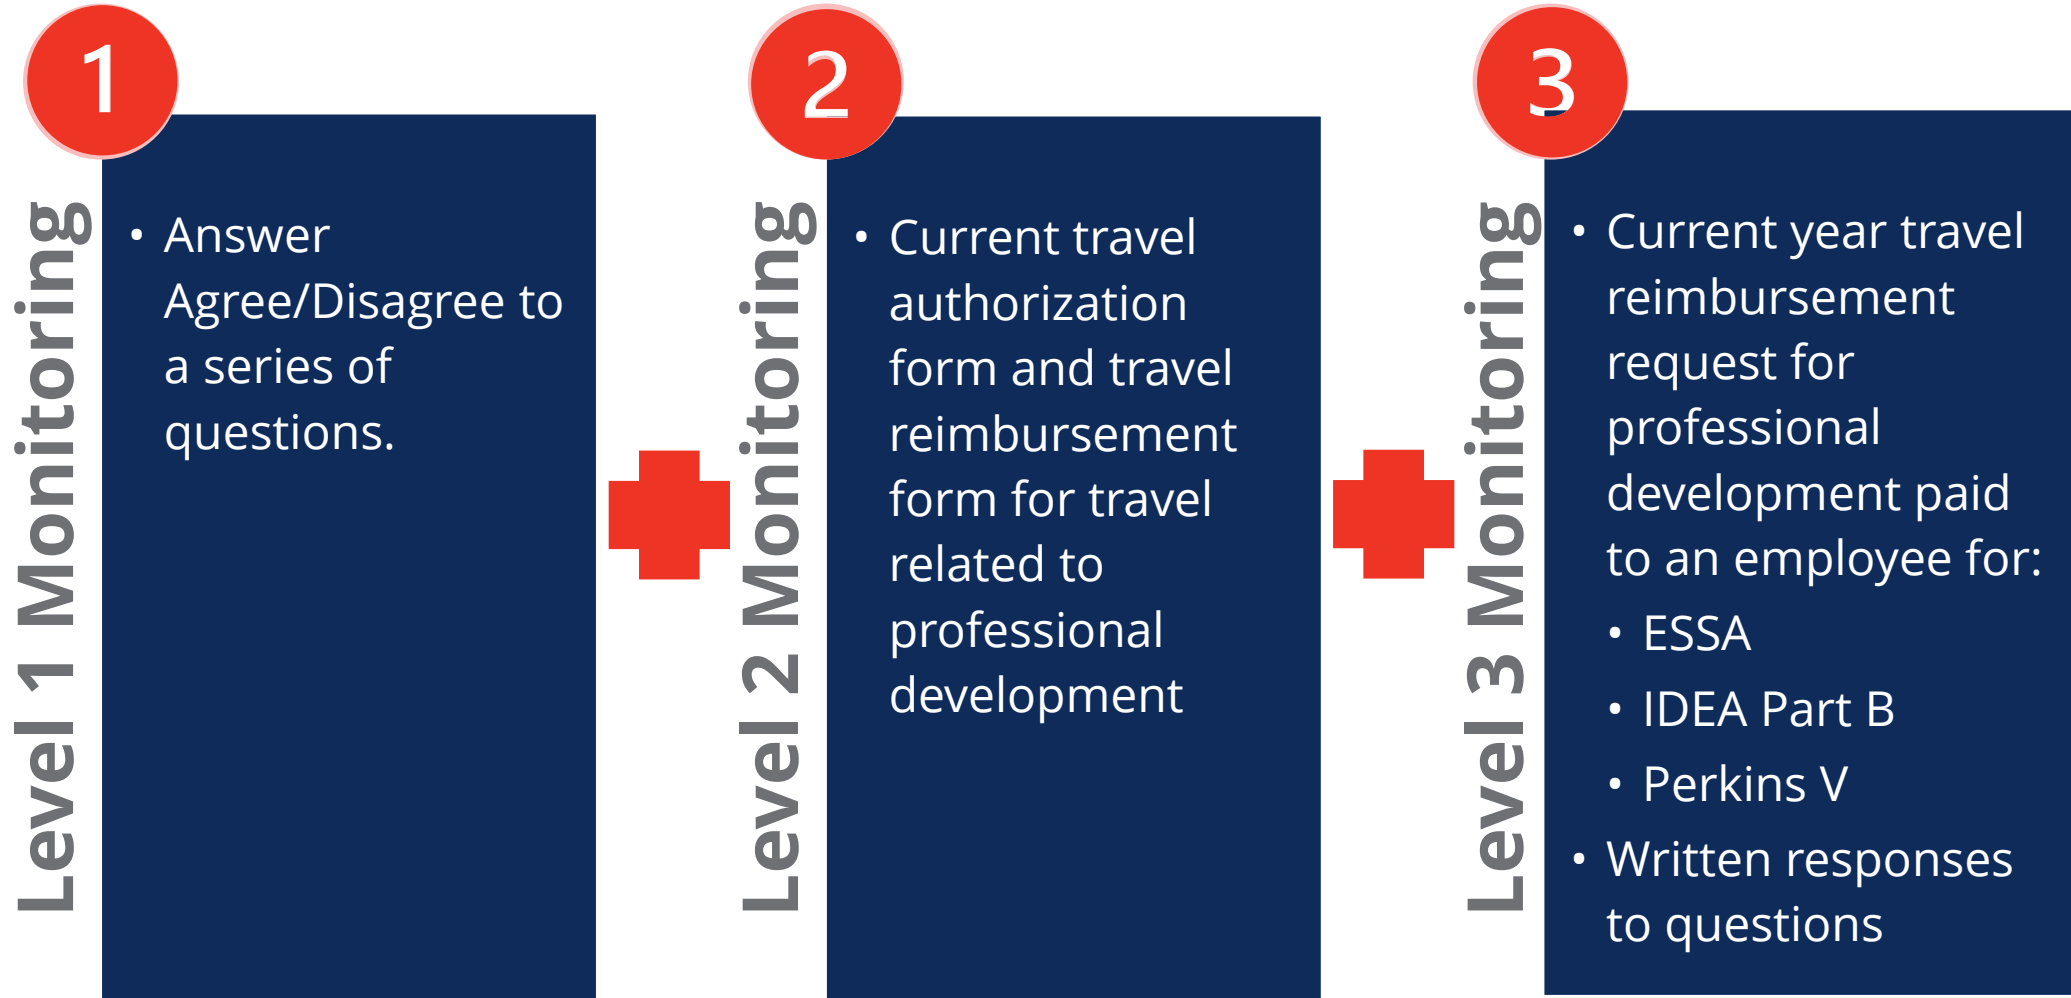 1
Level 1 Monitoring
• Answer
Agree/Disagree to
a series of
questions.
2
Level 2 Monitoring
• Current travel
authorization
form and travel
reimbursement
form for travel
related to
professional
development
3
Level 3 Monitoring
• Current year travel
reimbursement
request for
professional
development paid
to an employee for:
• ESSA
• IDEA Part B
• Perkins V
• Written responses
to questions